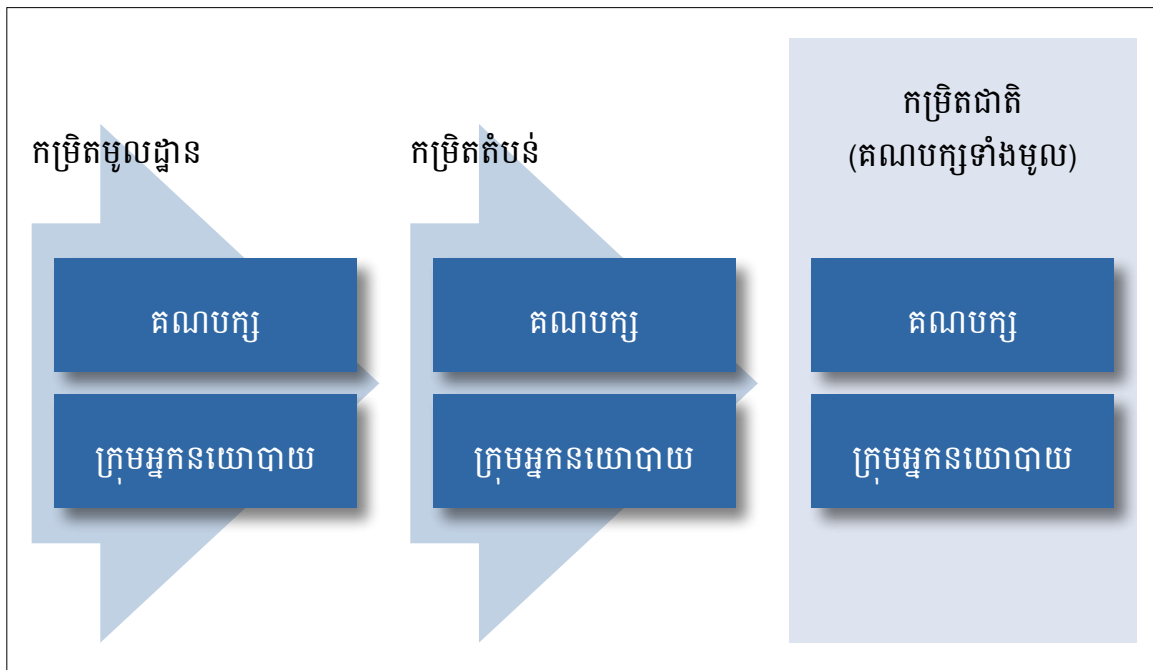 កម្រិតមូលដ្ឋាន
គណបក្ស
ក្រុមអ្នកនយោបាយ
កម្រិតតំបន់
គណបក្ស
ក្រុមអ្នកនយោបាយ
កម្រិតជាតិ
(គណបក្សទាំងមូល)
គណបក្ស
ក្រុមអ្នកនយោបាយ